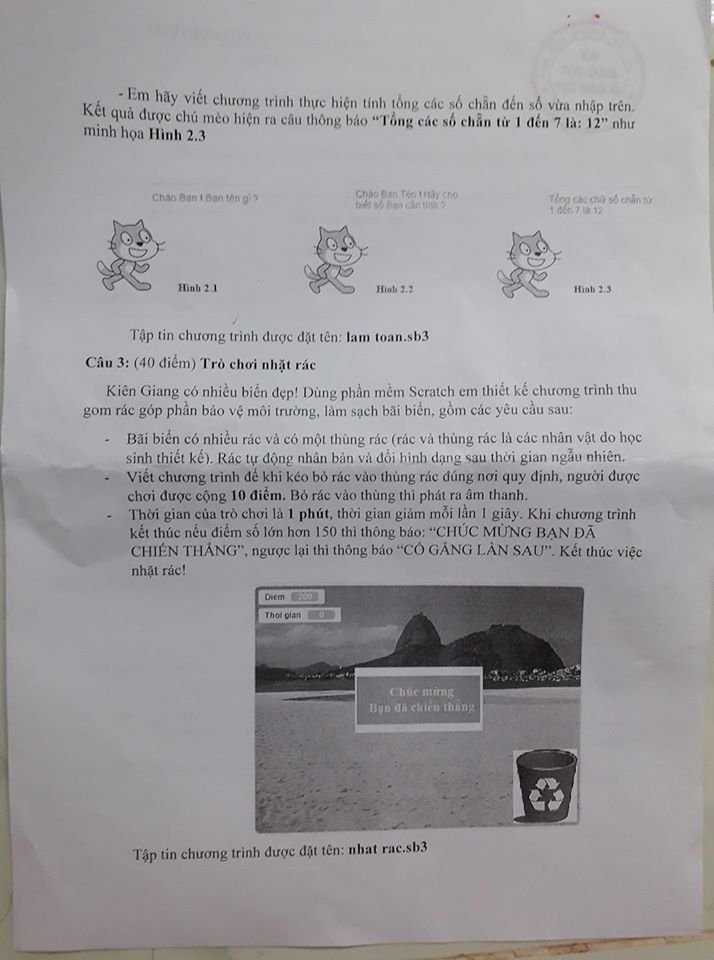 - Em hãy viết chương trình thực hiện tính tổng các số chẵn đến số vừa nhập trên.
Kết quả được chú mèo hiện ra câu thông báo “Tổng các số chẵn từ 1 đến 7 là: 12” như
minh họa Hình 2.3
Chào Bạn ! Bạn tên gì ?
Chào Bạn Tèo ! Hãy cho
biết số Bạn cần tính ?
Tổng các chữ số chẵn từ
1 đến 7 là 12
Hình 2.1
Hình 2.2
Hình 2.3
Tập tin chương trình được đặt tên: lam toan.sb3
Câu 3: (40 điểm) Trò chơi nhặt rác
Kiên Giang có nhiều biển đẹp! Dùng phần mềm Scratch em thiết kế chương trình thu
gom rác góp phần bảo vệ môi trường, làm sạch bãi biển, gồm các yêu cầu sau:
- Bãi biển có nhiều rác và có một thùng rác (rác và thùng rác là các nhân vật do học
sinh thiết kế). Rác tự động nhân bản và đổi hình dạng sau thời gian ngẫu nhiên.
- Viết chương trình để khi kéo bỏ rác vào thùng rác đúng nơi quy định, người được
chơi được cộng 10 điểm. Bỏ rác vào thùng thì phát ra âm thanh.
- Thời gian của trò chơi là 1 phút, thời gian giảm mỗi lần 1 giây. Khi chương trình
kết thúc nếu điểm số lớn hơn 150 thì thông báo: “CHÚC MỪNG BẠN ĐÃ
CHIẾN THẮNG”, ngược lại thì thông báo “CỐ GẮNG LẦN SAU”. Kết thúc việc
nhặt rác!
Diem 200
Thoi gian 0
Chúc mừng
Bạn đã chiến thắng
Tập tin chương trình được đặt tên: nhat rac.sb3